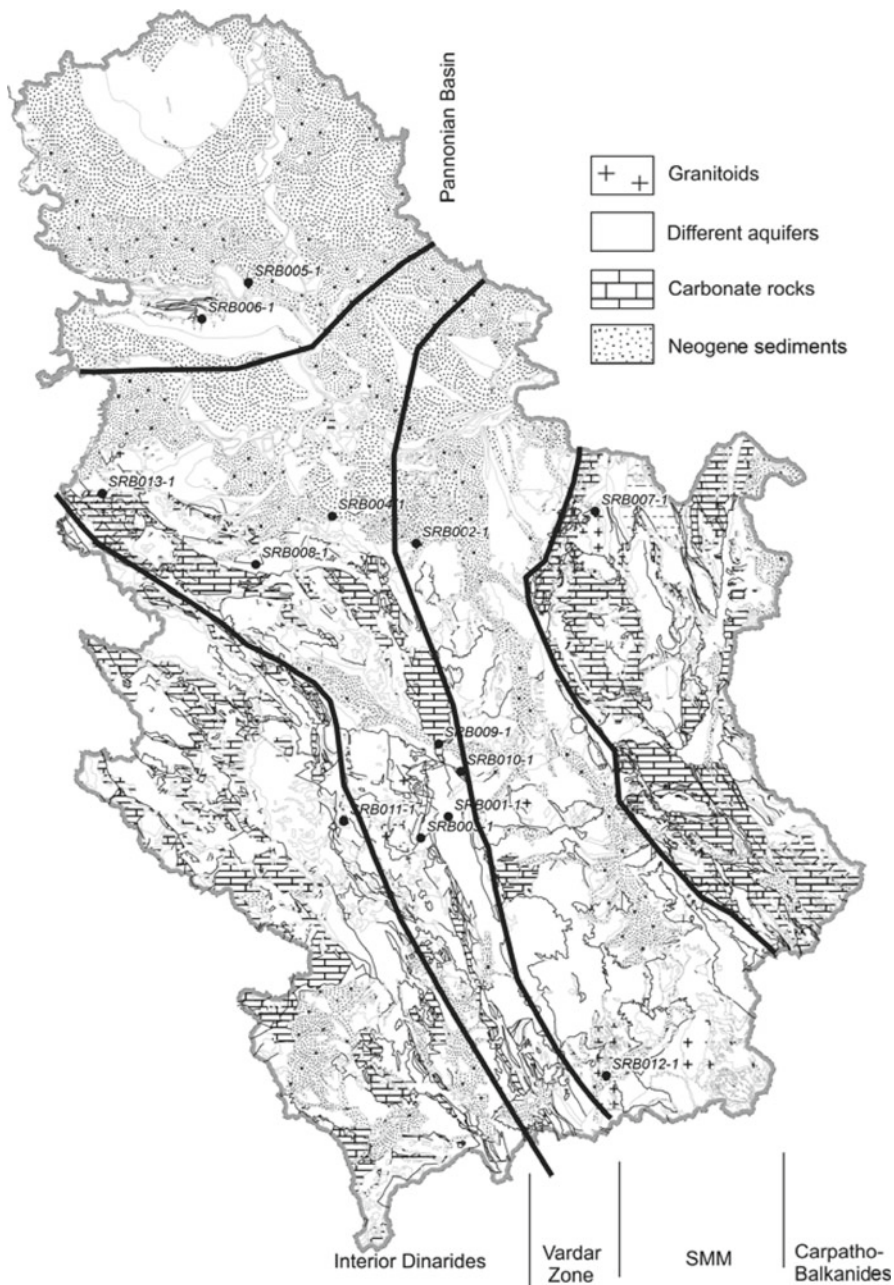 Pannonian Basin
Granitoids
Different aquifers
Carbonate rocks
Neogene sediments
SRB005-1
SRB006-1
SRB013-1
SRB004-1
SRB007-1
SRB002-1
SRB008-1
SRB009-1
SRB010-1
SRB001-1
SRB011-1
SRB003-1
SRB012-1
Interior Dinarides
Vardar
Zone
SMM
Carpatho-
Balkanides